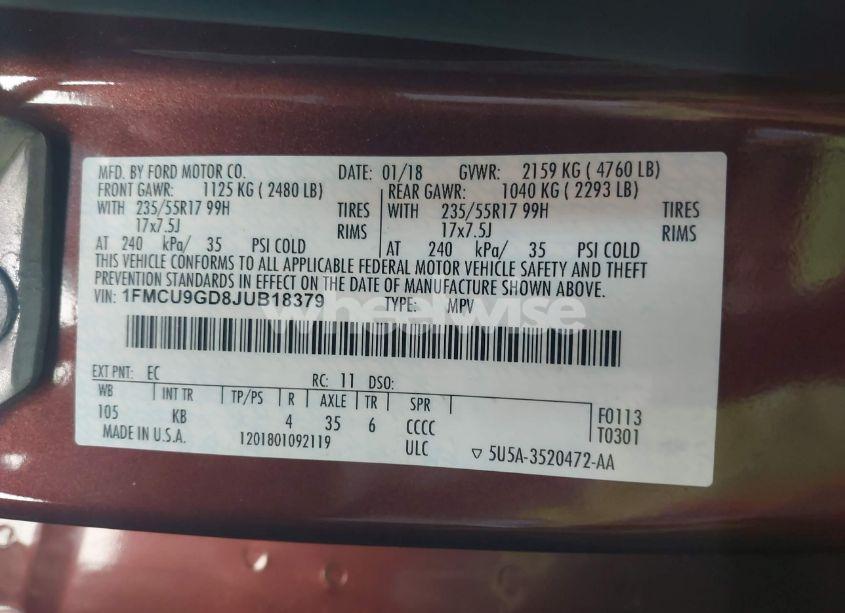 MFD. BY FORD MOTOR CO. DATE: 01/18 GVWR: 2159 KG ( 4760 LB)
FRONT GAWR: 1125 KG ( 2480 LB) REAR GAWR: 1040 KG ( 2293 LB)
WITH 235/55R17 99H TIRES WITH 235/55R17 99H TIRES
17x7.5J RIMS 17x7.5J RIMS
AT 240 kPa/ 35 PSI COLD AT 240 kPa/ 35 PSI COLD
THIS VEHICLE CONFORMS TO ALL APPLICABLE FEDERAL MOTOR VEHICLE SAFETY AND THEFT
PREVENTION STANDARDS IN EFFECT ON THE DATE OF MANUFACTURE SHOWN ABOVE.
VIN: 1FMCU9GD8JUB18379 TYPE: MPV
wheelwise
EXT PNT: EC RC: 11 DSO:
WB INT TR TP/PS R AXLE TR SPR
105 KB 4 35 6 CCCC
F0113
T0301
MADE IN U.S.A. 1201801092119 ULC ▽ 5U5A-3520472-AA